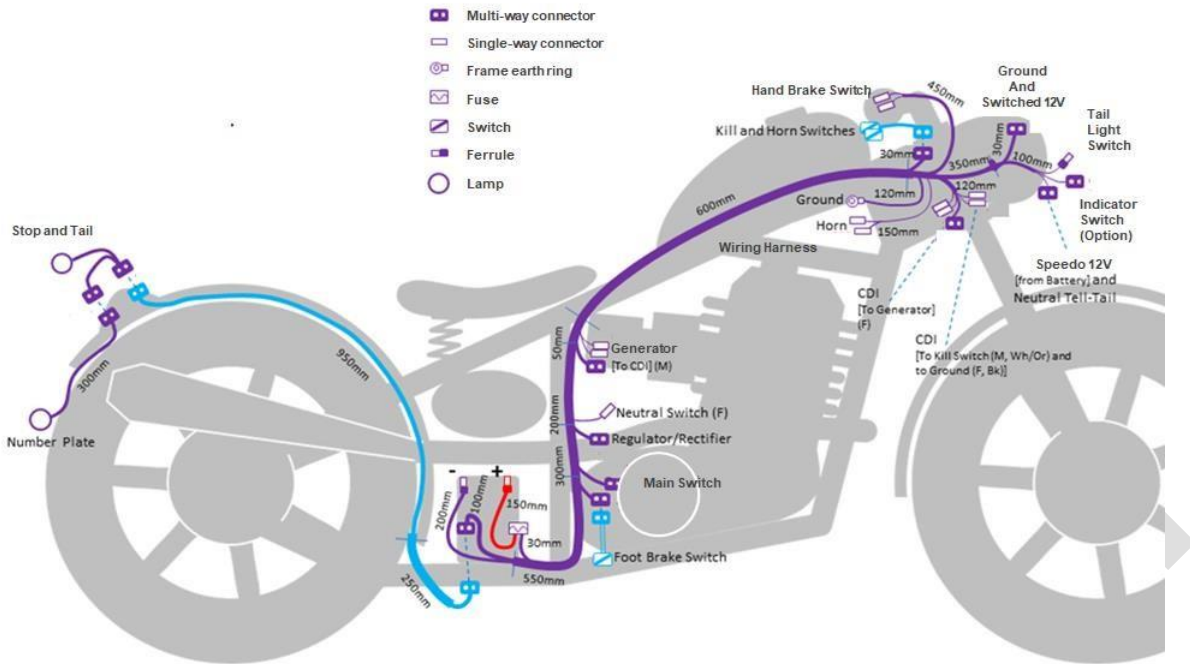 Multi-way connector
Single-way connector
Frame earth ring
Fuse
Switch
Ferrule
Lamp
Hand Brake Switch
450mm
Ground
And
Switched 12V
Kill and Horn Switches
Tail
Light
Switch
30mm
30mm
350mm
100mm
120mm
120mm
600mm
Ground
Horn
150mm
Indicator
Switch
(Option)
Stop and Tail
Wiring Harness
Speedo 12V
[from Battery] and
Neutral Tell-Tail
CDI
[To Generator]
(F)
CDI
[To Kill Switch (M, Wh/Or) and
to Ground (F, Bk)]
50mm
Generator
[To CDI] (M)
950mm
300mm
Number Plate
200mm
Neutral Switch (F)
Regulator/Rectifier
300mm
Main Switch
-
+
200mm
100mm
150mm
30mm
Foot Brake Switch
550mm
250mm